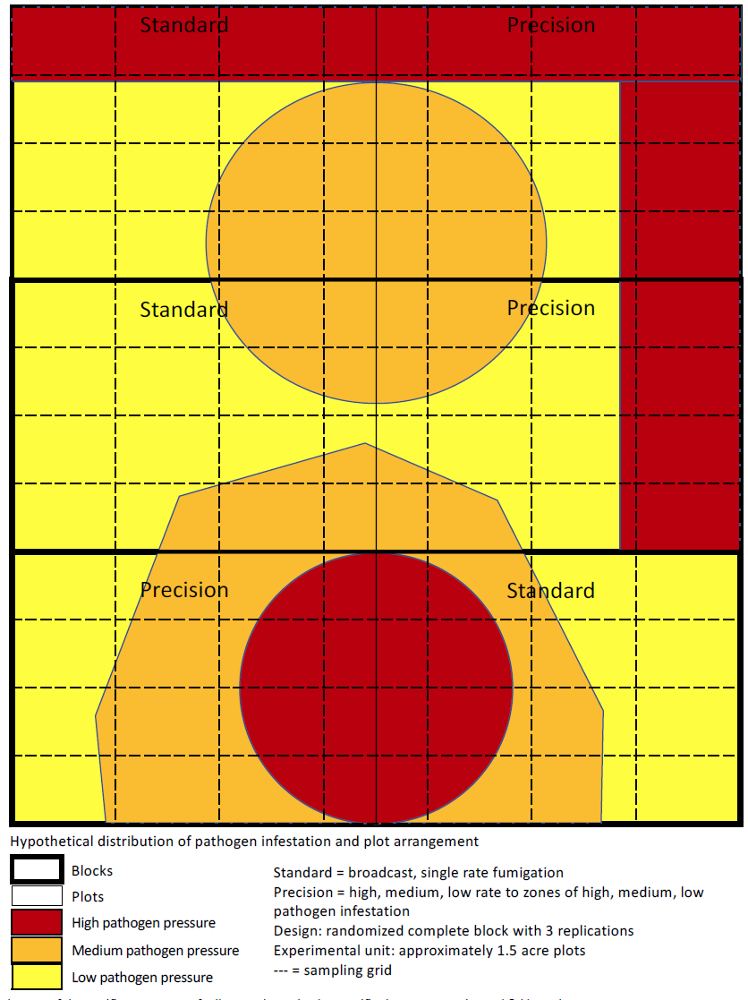 Standard Precision
Standard Precision
Precision Standard
Hypothetical distribution of pathogen infestation and plot arrangement
Blocks
Plots
High pathogen pressure
Medium pathogen pressure
Low pathogen pressure
Standard = broadcast, single rate fumigation
Precision = high, medium, low rate to zones of high, medium, low
pathogen infestation
Design: randomized complete block with 3 replications
Experimental unit: approximately 1.5 acre plots
--- = sampling grid